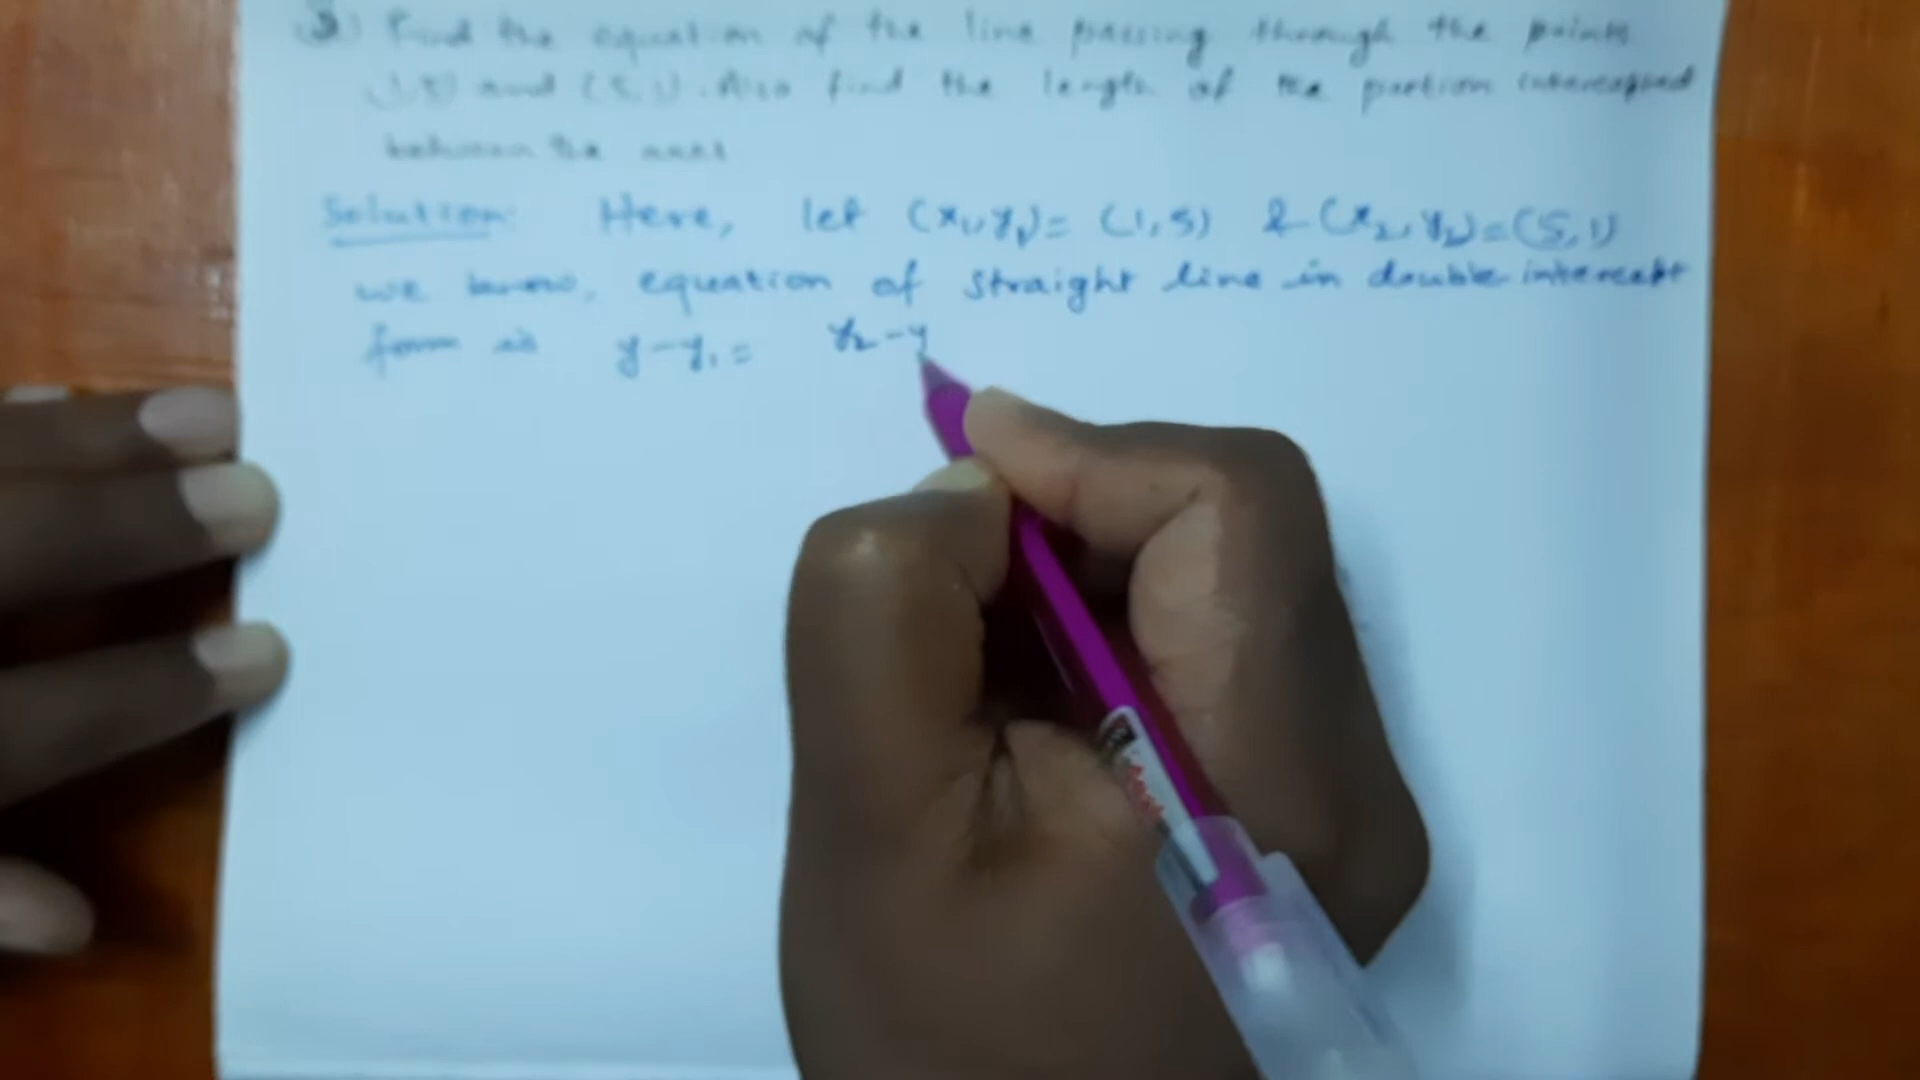 3) Find the equation of the line passing through the points
(1,5) and (5,1). Also find the length of the portion intercepted
between the axes
Solution: Here, let (x₁,y₁)= (1,5) & (x₂,y₂)=(5,1)
we know, equation of straight line in double intercept
form is y-y₁= y₂-y